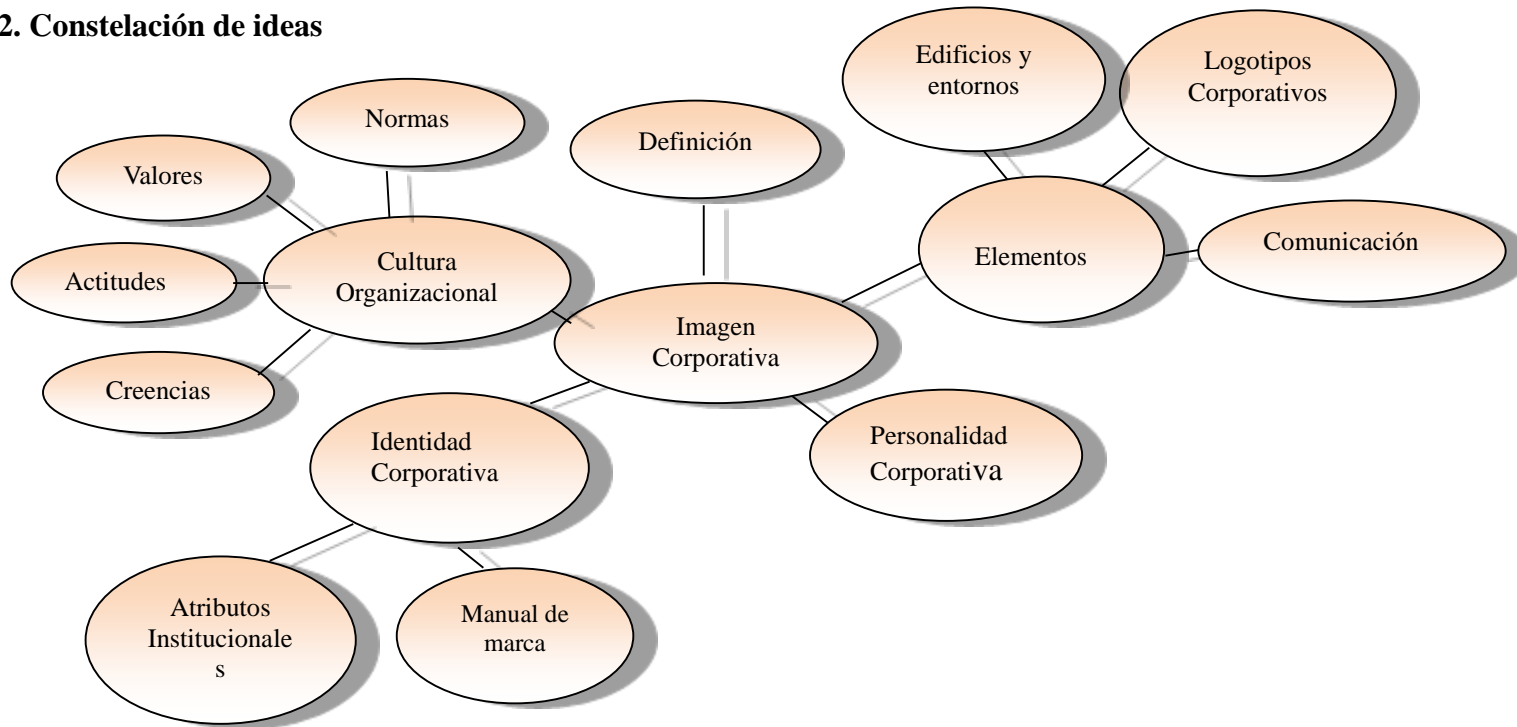 2. Constelación de ideas
Edificios y
entornos
Logotipos
Corporativos
Normas
Definición
Valores
Comunicación
Elementos
Cultura
Organizacional
Actitudes
Imagen
Corporativa
Creencias
Identidad
Corporativa
Personalidad
Corporativa
Atributos
Institucionale
s
Manual de
marca